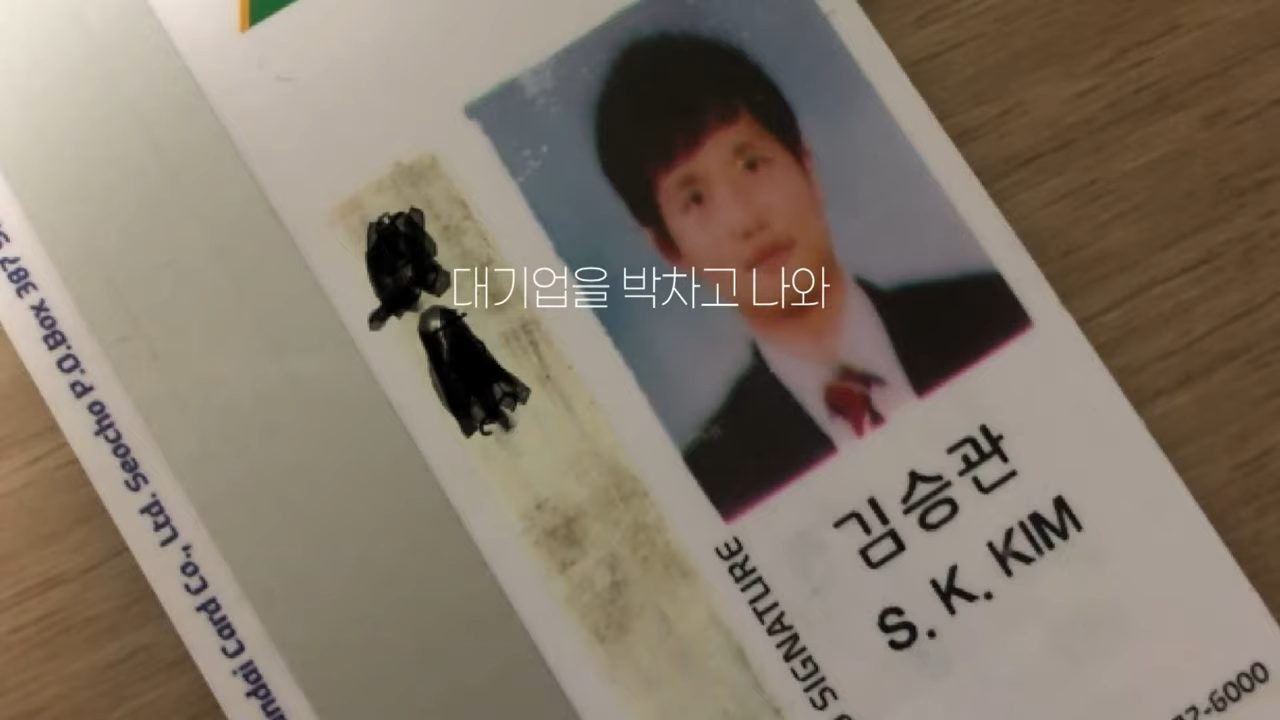 대기업을 박차고 나와
김승관
S. K. KIM
SIGNATURE
Card Co., Ltd. Seocho P.O.Box 387
-6000